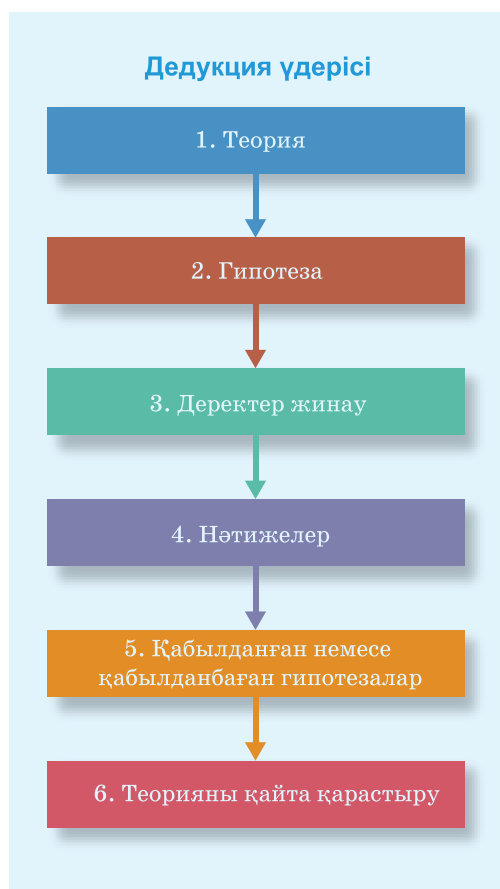 Дедукция үдерісі
1. Теория
2. Гипотеза
3. Деректер жинау
4. Нәтижелер
5. Қабылданған немесе
қабылданбаған гипотезалар
6. Теорияны қайта қарастыру